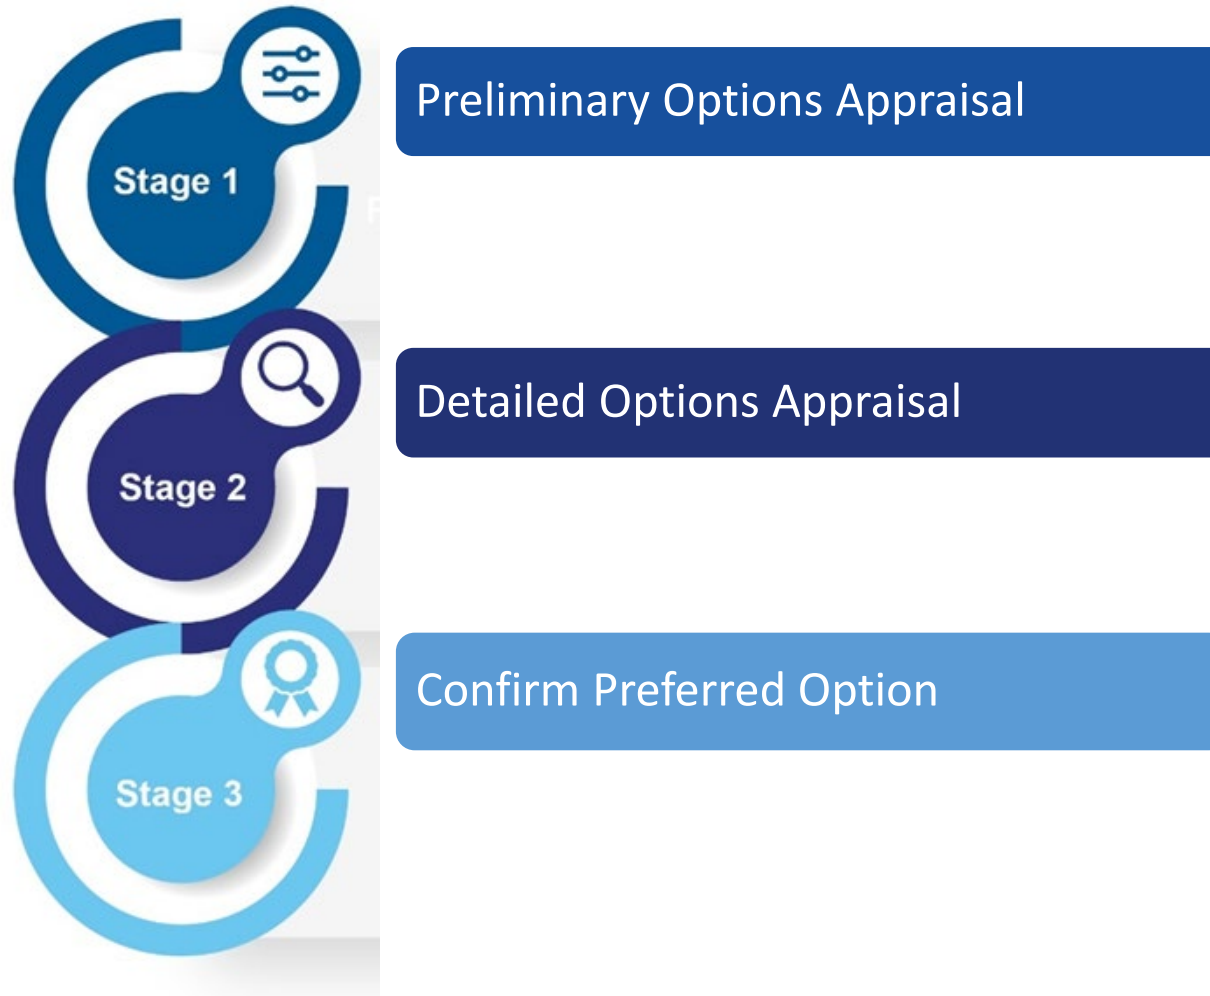 Stage 1
Preliminary Options Appraisal
Stage 2
Detailed Options Appraisal
Stage 3
Confirm Preferred Option